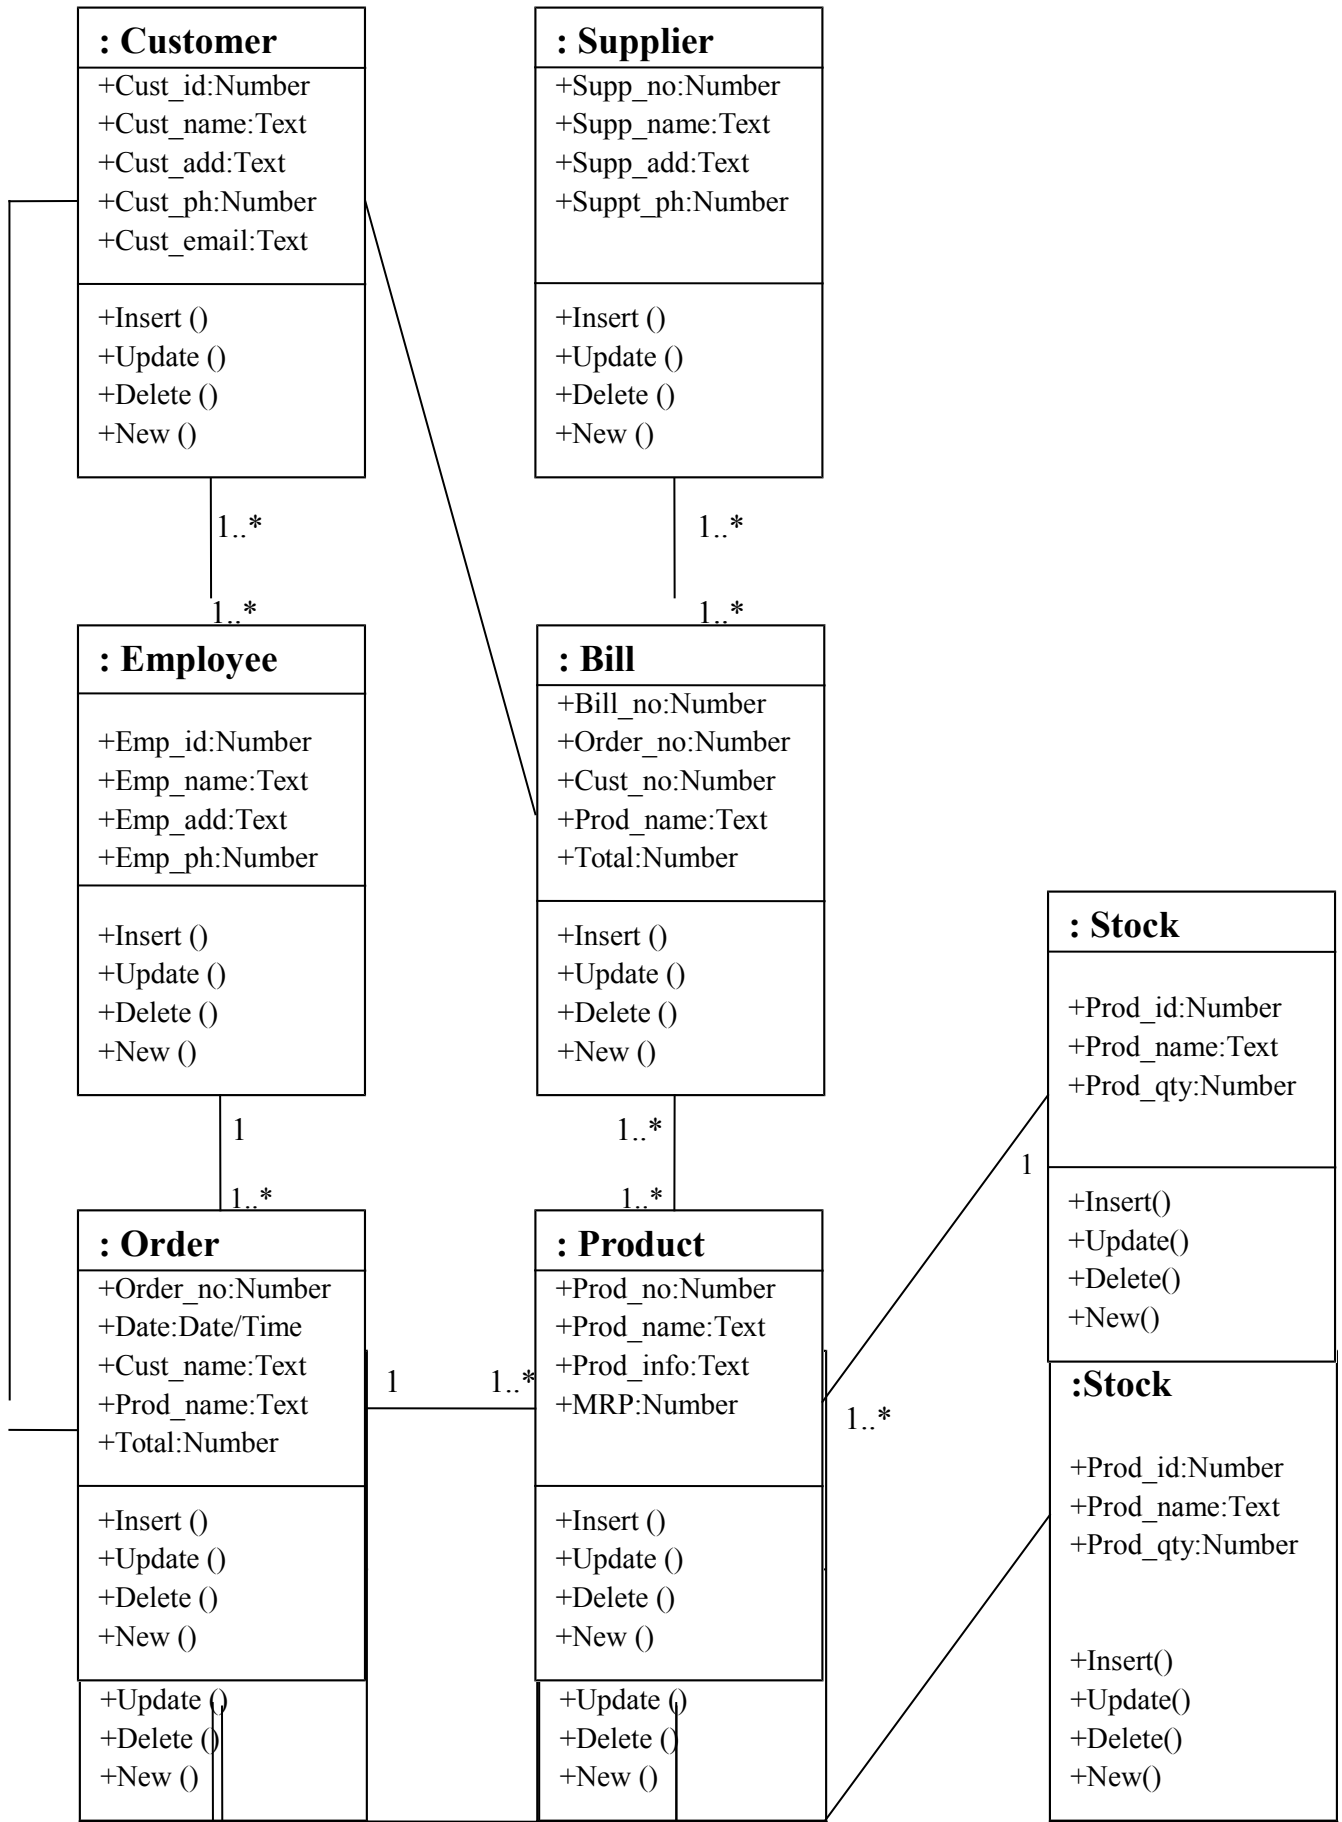 : Customer
+Cust_id:Number
+Cust_name:Text
+Cust_add:Text
+Cust_ph:Number
+Cust_email:Text
+Insert ()
+Update ()
+Delete ()
+New ()
: Supplier
+Supp_no:Number
+Supp_name:Text
+Supp_add:Text
+Suppt_ph:Number
+Insert ()
+Update ()
+Delete ()
+New ()
1..*
1..*
1..*
1..*
: Employee
+Emp_id:Number
+Emp_name:Text
+Emp_add:Text
+Emp_ph:Number
+Insert ()
+Update ()
+Delete ()
+New ()
: Bill
+Bill_no:Number
+Order_no:Number
+Cust_no:Number
+Prod_name:Text
+Total:Number
+Insert ()
+Update ()
+Delete ()
+New ()
: Stock
+Prod_id:Number
+Prod_name:Text
+Prod_qty:Number
+Insert()
+Update()
+Delete()
+New()
1
1..*
1
1..*
1..*
: Order
+Order_no:Number
+Date:Date/Time
+Cust_name:Text
+Prod_name:Text
+Total:Number
+Insert ()
+Update ()
+Delete ()
+New ()
+Update ()
+Delete ()
+New ()
1
1..*
: Product
+Prod_no:Number
+Prod_name:Text
+Prod_info:Text
+MRP:Number
+Insert ()
+Update ()
+Delete ()
+New ()
+Update ()
+Delete ()
+New ()
1..*
:Stock
+Prod_id:Number
+Prod_name:Text
+Prod_qty:Number
+Insert()
+Update()
+Delete()
+New()